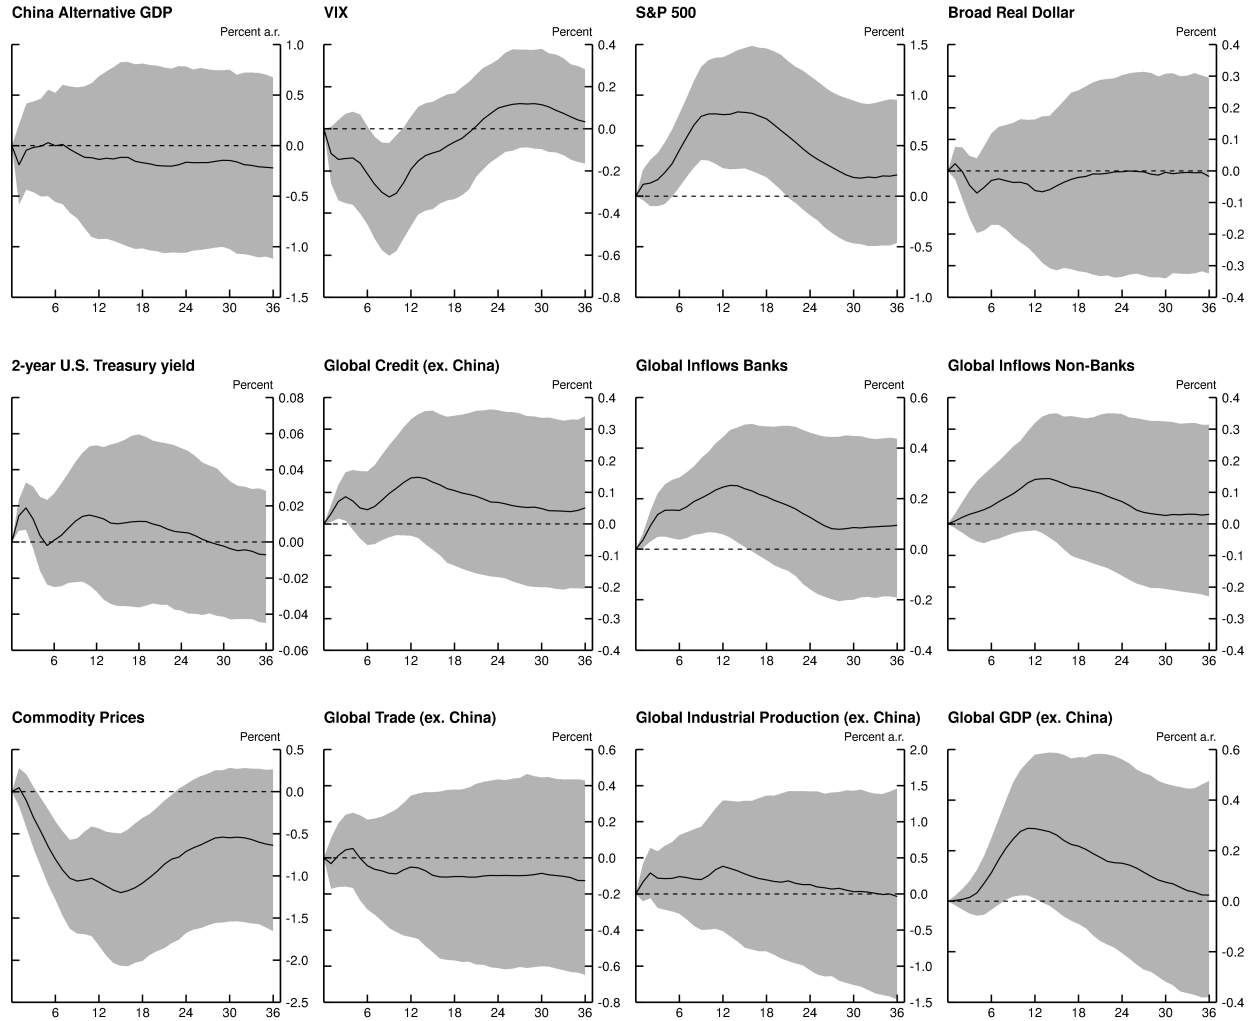 China Alternative GDP
Percent a.r.
1.0
0.5
0.0
-0.5
-1.0
-1.5
6 12 18 24 30 36
VIX
Percent
0.4
0.2
0.0
-0.2
-0.4
-0.6
-0.8
6 12 18 24 30 36
S&P 500
Percent
1.5
1.0
0.5
0.0
-0.5
-1.0
6 12 18 24 30 36
Broad Real Dollar
Percent
0.4
0.3
0.2
0.1
0.0
-0.1
-0.2
-0.3
-0.4
6 12 18 24 30 36
2-year U.S. Treasury yield
Percent
0.08
0.06
0.04
0.02
0.00
-0.02
-0.04
-0.06
6 12 18 24 30 36
Global Credit (ex. China)
Percent
0.4
0.3
0.2
0.1
0.0
-0.1
-0.2
-0.3
-0.4
6 12 18 24 30 36
Global Inflows Banks
Percent
0.6
0.4
0.2
0.0
-0.2
-0.4
6 12 18 24 30 36
Global Inflows Non-Banks
Percent
0.4
0.3
0.2
0.1
0.0
-0.1
-0.2
-0.3
-0.4
6 12 18 24 30 36
Commodity Prices
Percent
0.5
0.0
-0.5
-1.0
-1.5
-2.0
-2.5
6 12 18 24 30 36
Global Trade (ex. China)
Percent
0.6
0.4
0.2
0.0
-0.2
-0.4
-0.6
-0.8
6 12 18 24 30 36
Global Industrial Production (ex. China)
Percent a.r.
2.0
1.5
1.0
0.5
0.0
-0.5
-1.0
-1.5
6 12 18 24 30 36
Global GDP (ex. China)
Percent a.r.
0.6
0.4
0.2
0.0
-0.2
-0.4
6 12 18 24 30 36